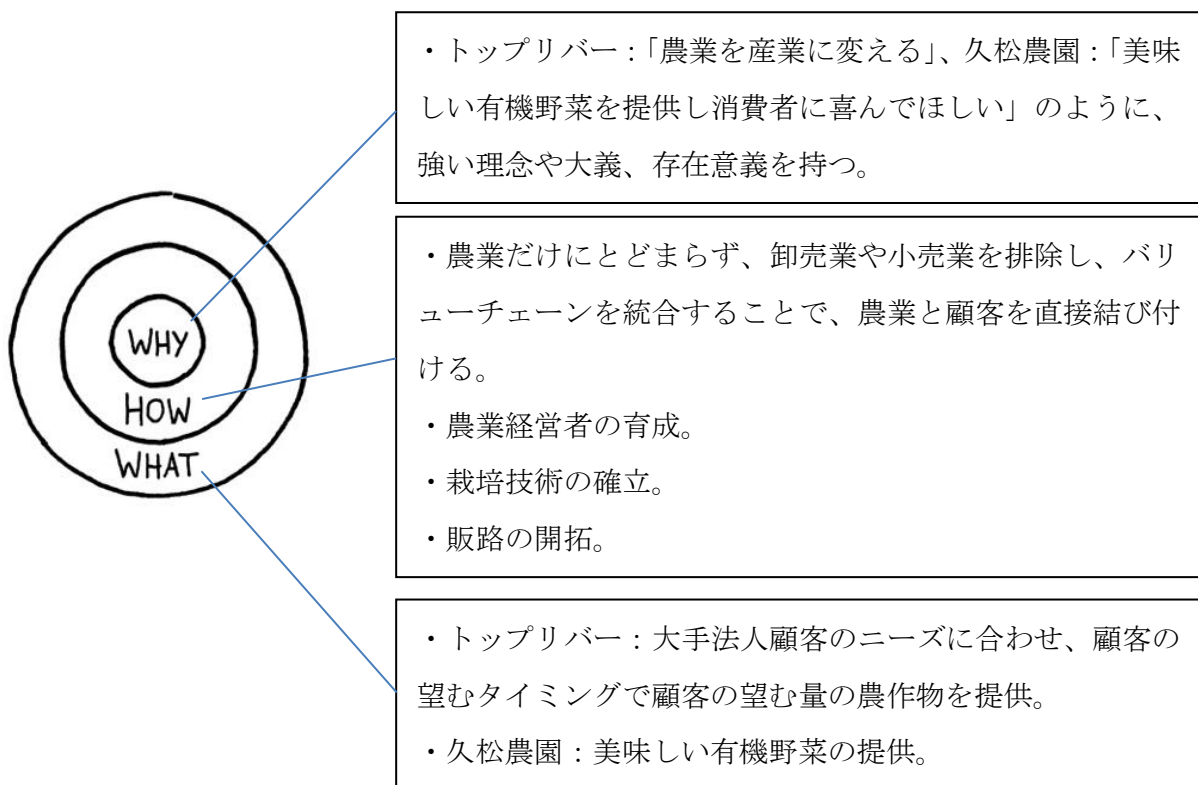 ・トップリバー：「農業を産業に変える」、久松農園：「美味
しい有機野菜を提供し消費者に喜んでほしい」のように、
強い理念や大義、存在意義を持つ。
・農業だけにとどまらず、卸売業や小売業を排除し、バリ
ューチェーンを統合することで、農業と顧客を直接結び付
ける。
・農業経営者の育成。
・栽培技術の確立。
・販路の開拓。
WHY
HOW
WHAT
・トップリバー：大手法人顧客のニーズに合わせ、顧客の
望むタイミングで顧客の望む量の農作物を提供。
・久松農園：美味しい有機野菜の提供。